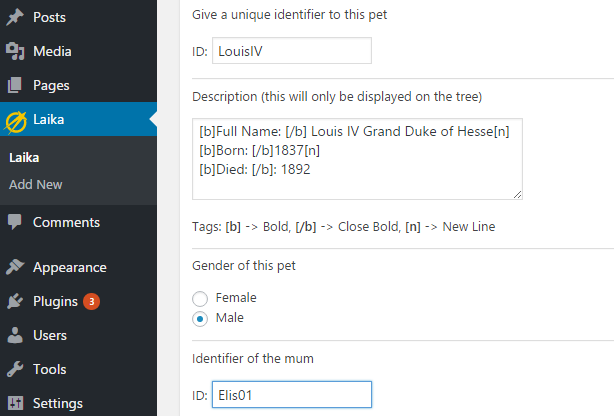 Posts
Media
Pages
Laika
Laika
Add New
Comments
Appearance
Plugins 3
Users
Tools
Settings
Give a unique identifier to this pet
ID: LouisIV
Description (this will only be displayed on the tree)
[b]Full Name: [/b] Louis IV Grand Duke of Hesse[n]
[b]Born: [/b]1837[n]
[b]Died: [/b]: 1892
Tags: [b] -> Bold, [/b] -> Close Bold, [n] -> New Line
Gender of this pet
Female
Male
Identifier of the mum
ID: Elis01